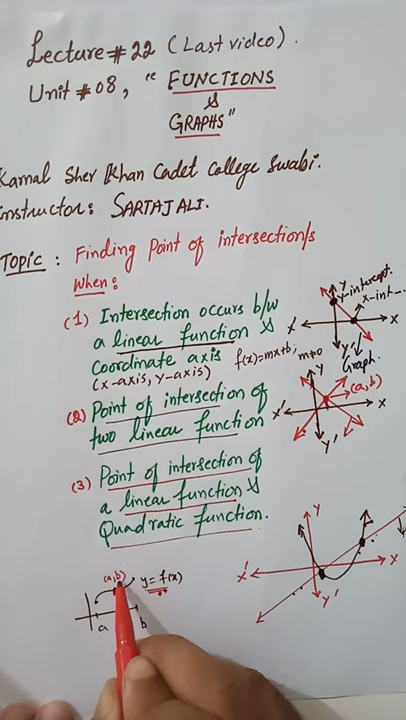 Lecture # 22 (Last video).
Unit # 08, " FUNCTIONS
&
GRAPHS"
Karnal Sher Khan Cadet College Swabi.
instructor: SARTAJ ALI.
Topic: Finding Point of intersection/s
When:
(1) Intersection occurs b/w
a linear function &
coordinate axis
(x-axis, y-axis)
f(x)=mx+b, m≠0
(2) Point of intersection of
two linear function
(3) Point of intersection of
a linear function &
Quadratic function.
Y
y-intercept.
x-int-
X'
X
Y'
Graph.
Y
(a,b)
X'
X
Y'
Y
X'
X
Y'
(a,b)
y=f(x)
a
b